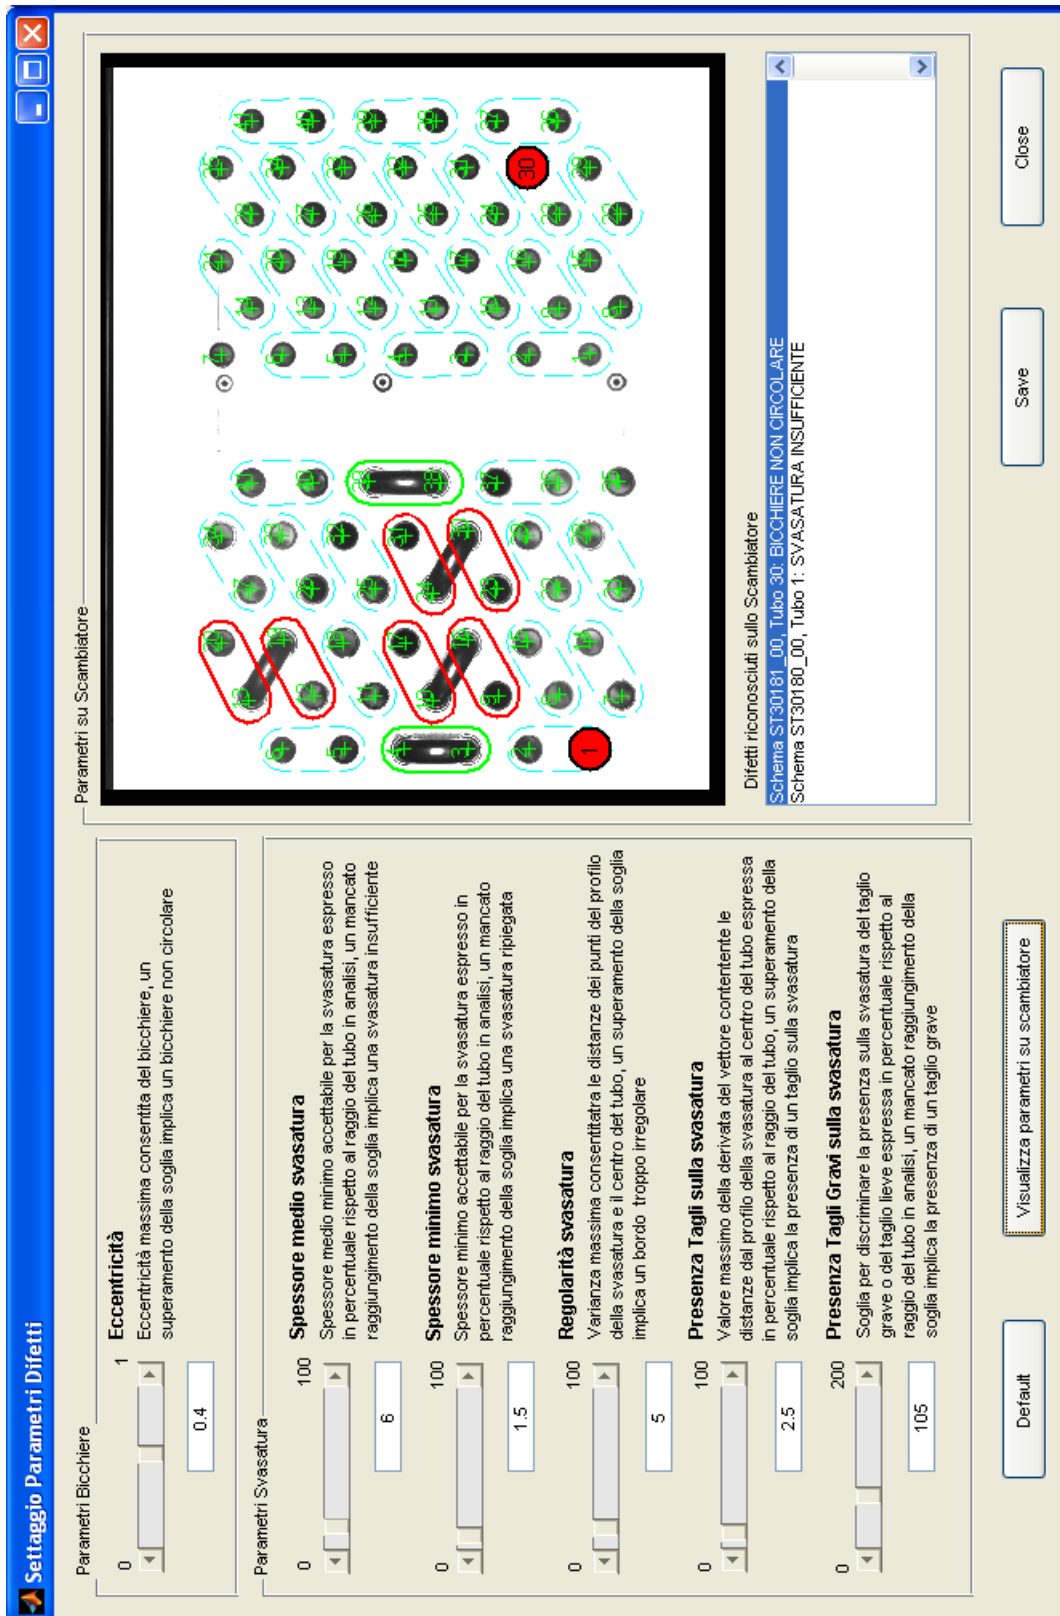 Settaggio Parametri Difetti
Parametri Bicchiere
0
1
0.4
Eccentricità
Eccentricità massima consentita del bicchiere, un
superamento della soglia implica un bicchiere non circolare
Parametri Svasatura
0
100
6
Spessore medio svasatura
Spessore medio minimo accettabile per la svasatura espresso
in percentuale rispetto al raggio del tubo in analisi, un mancato
raggiungimento della soglia implica una svasatura insufficiente
0
100
1.5
Spessore minimo svasatura
Spessore minimo accettabile per la svasatura espresso in
percentuale rispetto al raggio del tubo in analisi, un mancato
raggiungimento della soglia implica una svasatura ripiegata
0
100
5
Regolarità svasatura
Varianza massima consentitatra le distanze dei punti del profilo
della svasatura e il centro det tubo, un superamento della soglia
implica un bordo troppo irregolare
0
100
2.5
Presenza Tagli sulla svasatura
Valore massimo della derivata del vettore contentente le
distanze dal profilo della svasatura al centro del tubo espressa
in percentuale rispetto al raggio del tubo, un superamento della
soglia implica la presenza di un taglio sulla svasatura
0
200
105
Presenza Tagli Gravi sulla svasatura
Soglia per discriminare la presenza sulla svasatura del taglio
grave o del taglio lieve espressa in percentuale rispetto al
raggio del tubo in analisi, un mancato raggiungimento della
soglia implica la presenza di un taglio grave
Parametri su Scambiatore
1
30
Difetti riconosciuti sullo Scambiatore
Schema ST30181_00, Tubo 30: BICCHIERE NON CIRCOLARE
Schema ST30180_00, Tubo 1: SVASATURA INSUFFICIENTE
Default
Visualizza parametri su scambiatore
Save
Close